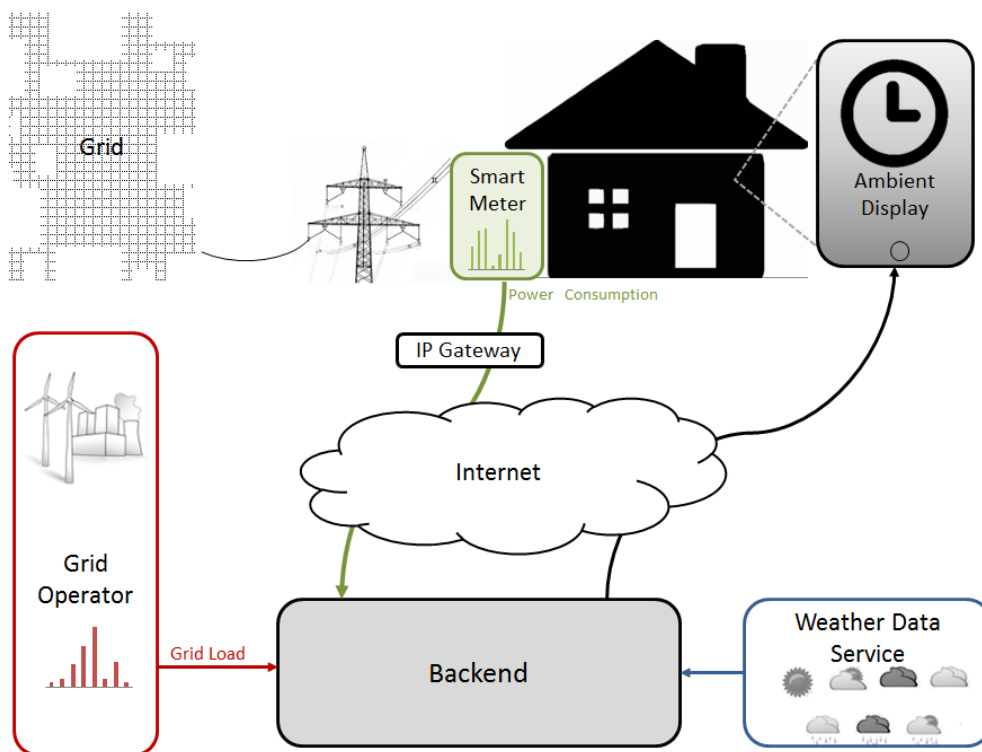 Grid
Smart
Meter
Ambient
Display
Power Consumption
IP Gateway
Internet
Grid
Operator
Grid Load
Backend
Weather Data
Service